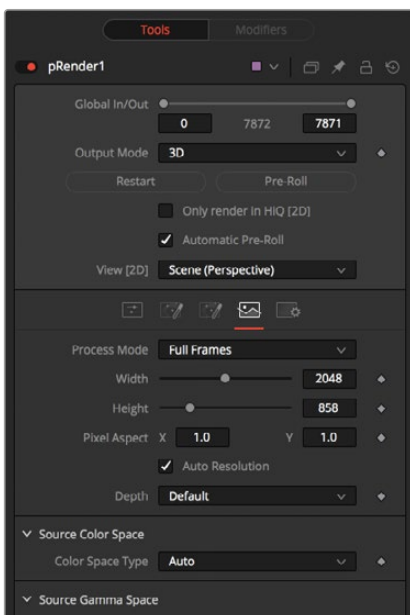 Tools Modifiers
pRender1
Global In/Out
0 7872 7871
Output Mode 3D
Restart Pre-Roll
Only render in HiQ [2D]
Automatic Pre-Roll
View [2D] Scene (Perspective)
Process Mode Full Frames
Width 2048
Height 858
Pixel Aspect X 1.0 Y 1.0
Auto Resolution
Depth Default
Source Color Space
Color Space Type Auto
Source Gamma Space